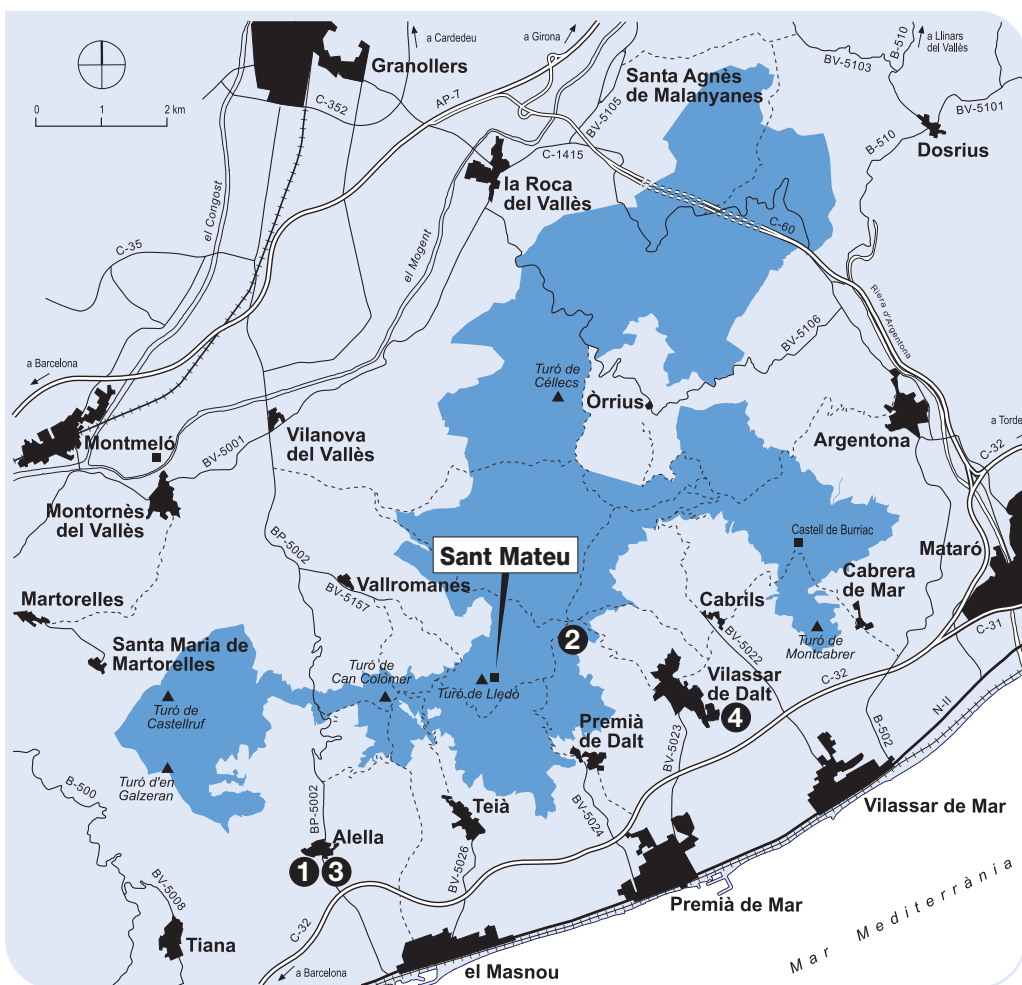 a Cardedeu
a Girona
a Llinars
del Vallès
B-510
BV-5103
Granollers
Santa Agnès
de Malanyanes
AP-7
C-352
BV-5105
BV-5101
0 1 2 km
B-510
Dosrius
C-1415
la Roca
del Vallès
el Congost
el Mogent
C-60
C-35
Riera d'Argentona
BV-5106
a Barcelona
Turó de
Céllecs
Òrrius
Argentona
a Torde
C-32
Montmeló
Vilanova
del Vallès
BV-5001
Montornès
del Vallès
BP-5002
Castell de Burriac
Mataró
Sant Mateu
Vallromanes
BV-5157
Cabrera
de Mar
Martorelles
Cabrils
C-31
Santa Maria de
Martorelles
2
BV-5022
Turó de
Montcabrer
Turó de
Can Colomer
Turó de Lledó
C-32
Vilassar
de Dalt
N-II
Turó de
Castellruf
4
B-502
Premià
de Dalt
BV-5023
Turó d'en
Galzeran
B-500
BP-5002
Teià
BV-5024
Vilassar de Mar
Alella
1 3
BV-5026
BV-5008
Premià de Mar
C-32
Tiana
Mar Mediterrània
a Barcelona
el Masnou